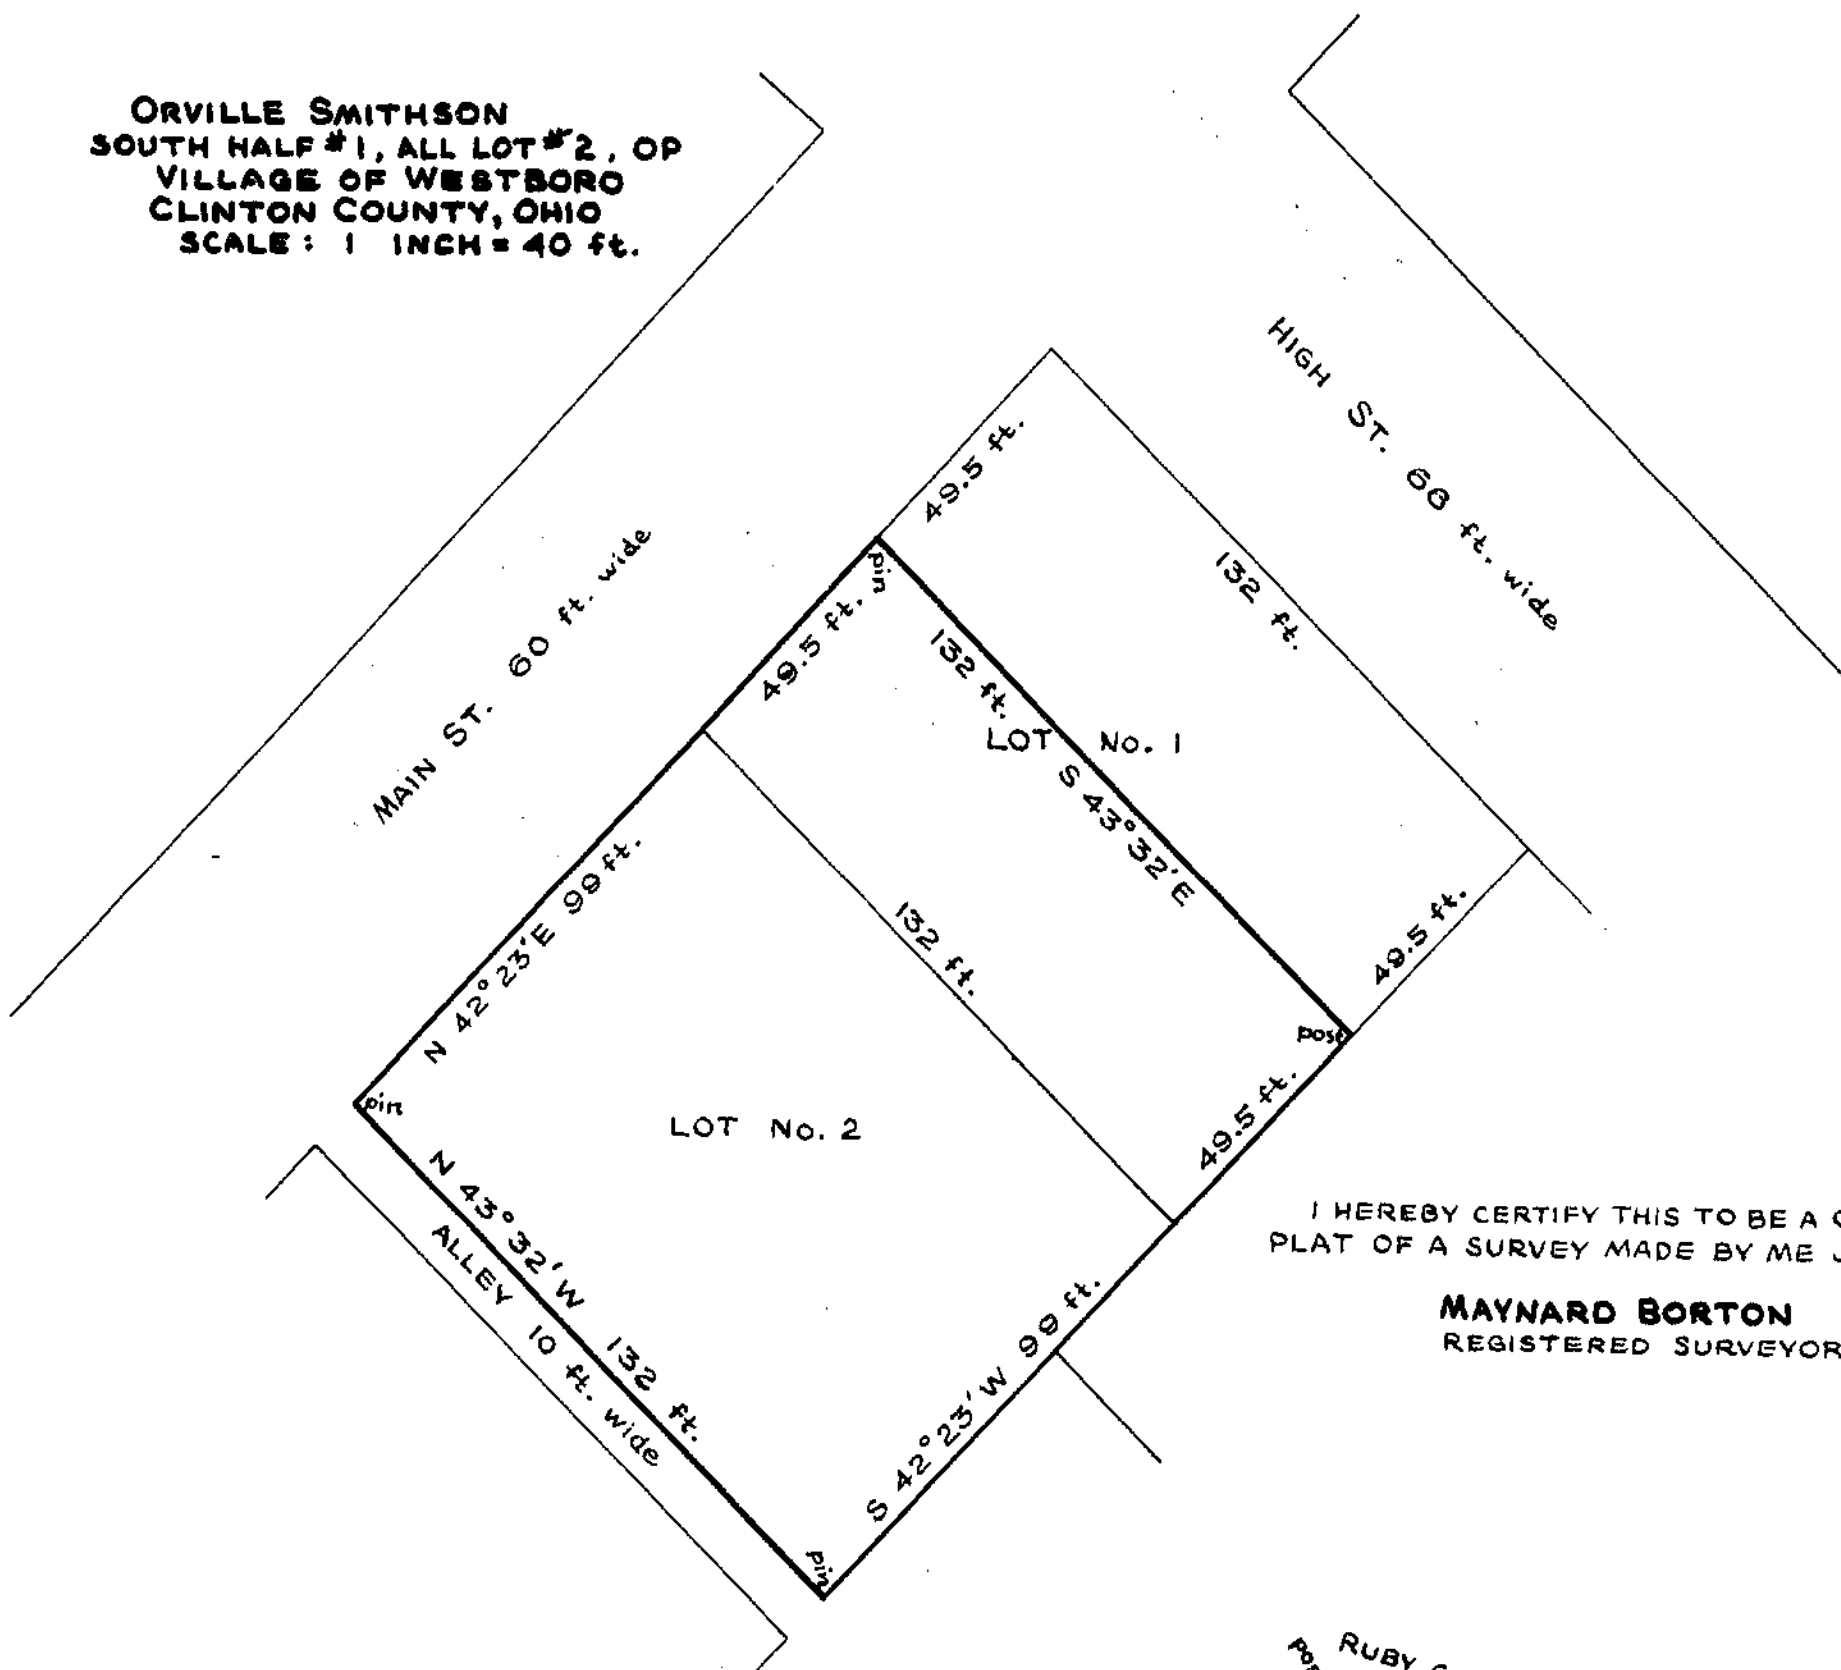 ORVILLE SMITHSON
SOUTH HALF #1, ALL LOT #2, OP
VILLAGE OF WESTBORO
CLINTON COUNTY, OHIO
SCALE: 1 INCH = 40 ft.
HIGH ST. 66 ft. wide
MAIN ST. 60 ft. wide
49.5 ft.
132 ft.
pin
49.5 ft.
132 ft.
S 43°32'E
LOT No. 1
N 42°23'E 99 ft.
132 ft.
49.5 ft.
post
49.5 ft.
pin
LOT No. 2
N 43°32'W 132 ft.
ALLEY 10 ft. wide
S 42°23'W 99 ft.
pin
I HEREBY CERTIFY THIS TO BE A
PLAT OF A SURVEY MADE BY ME
MAYNARD BORTON
REGISTERED SURVEYOR
RUBY